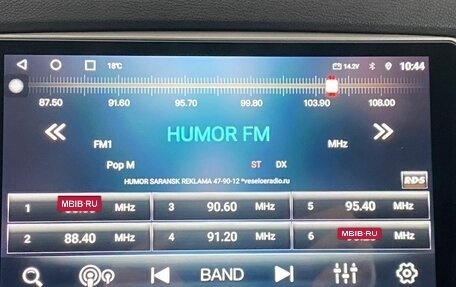 18°C
14.2V
10:44
87.50 91.60 95.70 99.80 103.90 108.00
HUMOR FM
FM1
MHz
Pop M
ST DX
HUMOR SARANSK REKLAMA 47-90-12 *veseloeradio.ru
RDS
1 MBIB·RU MHz 3 90.60 MHz 5 95.40 MHz
2 88.40 MHz 4 91.20 MHz 6 MBIB·RU MHz
BAND